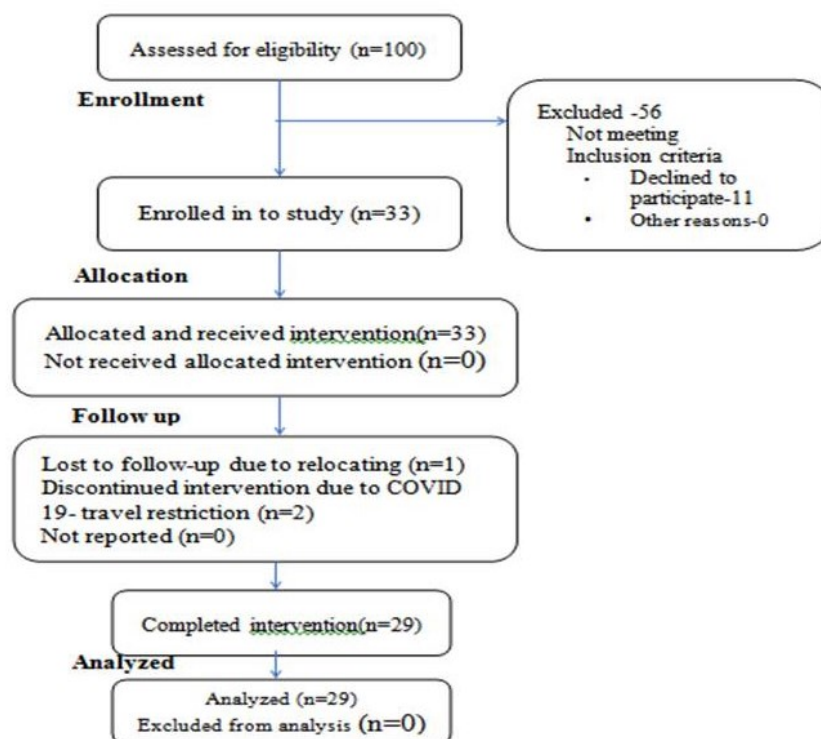 Assessed for eligibility (n=100)
Enrollment
Excluded -56
Not meeting
Inclusion criteria
· Declined to
participate-11
• Other reasons-0
Enrolled in to study (n=33)
Allocation
Allocated and received intervention(n=33)
Not received allocated intervention (n=0)
Follow up
Lost to follow-up due to relocating (n=1)
Discontinued intervention due to COVID
19- travel restriction (n=2)
Not reported (n=0)
Completed intervention(n=29)
Analyzed
Analyzed (n=29)
Excluded from analysis (n=0)